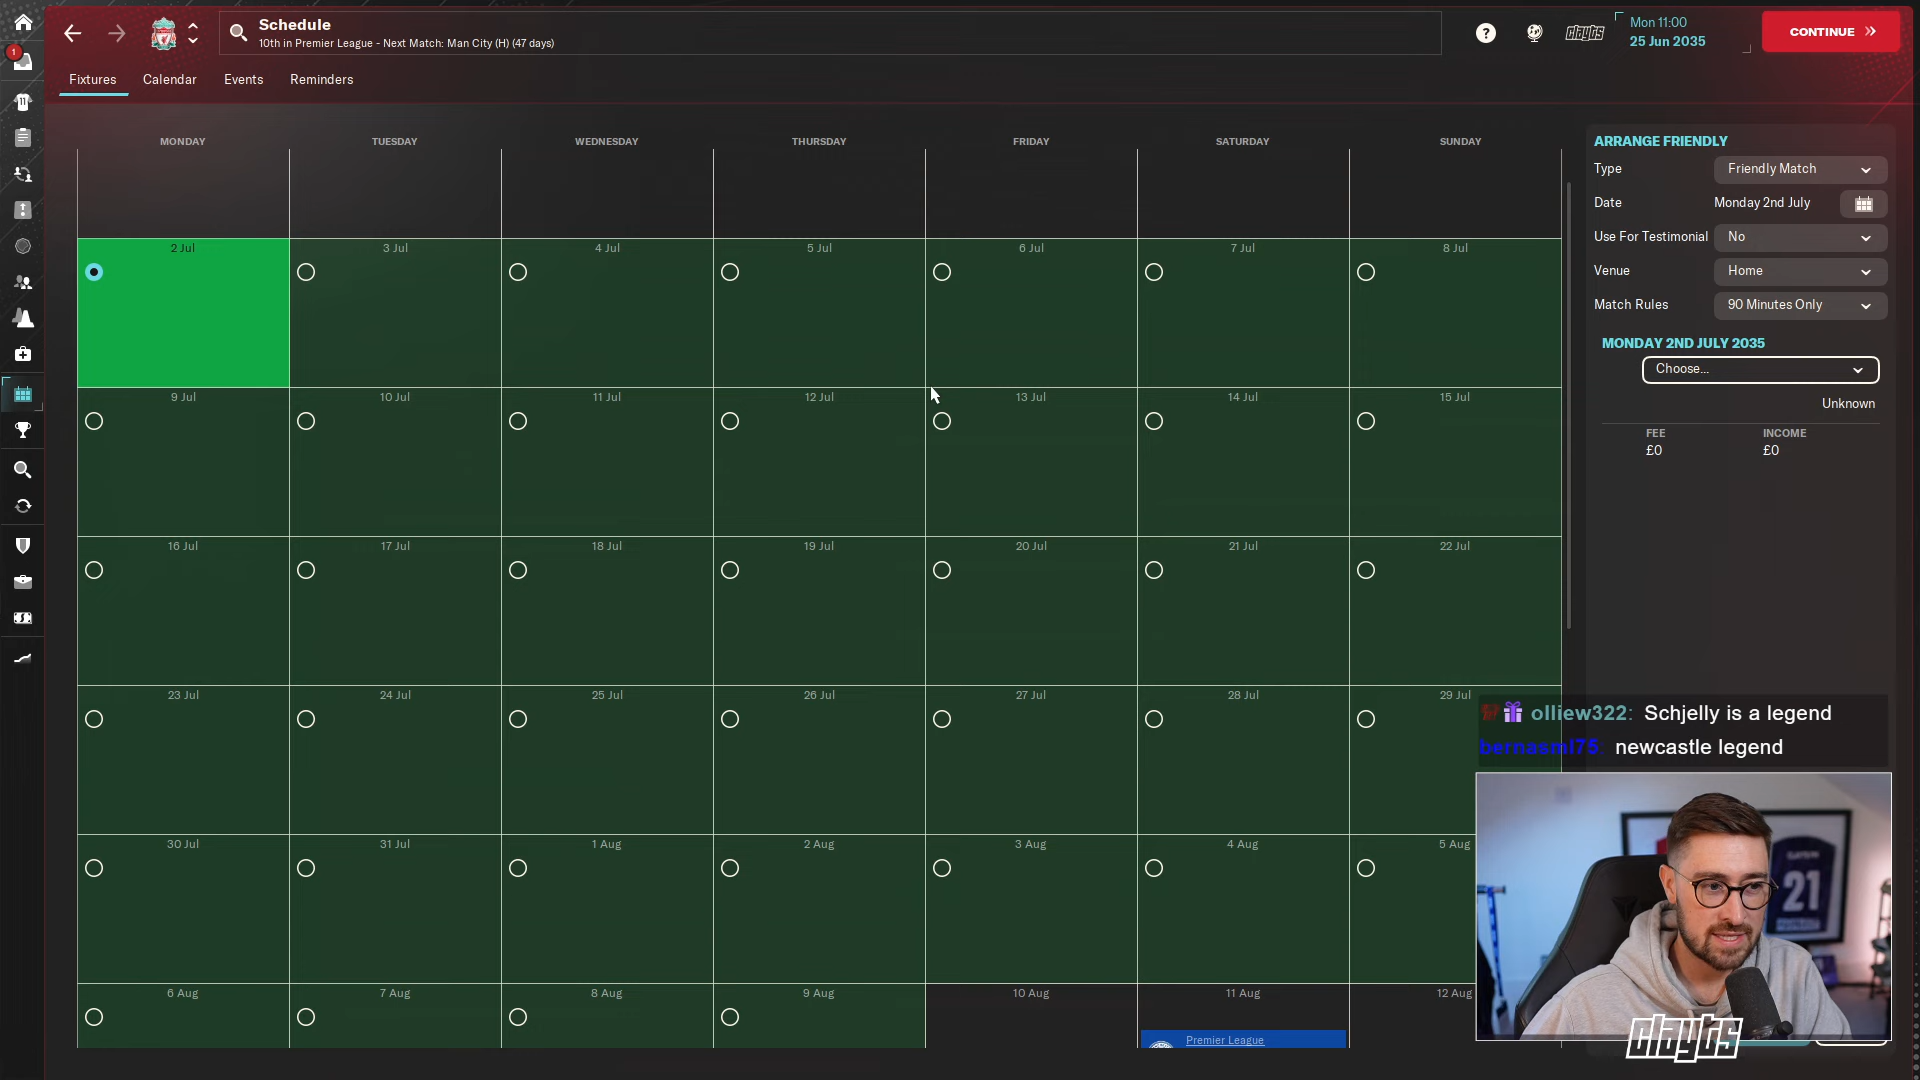 Schedule
10th in Premier League - Next Match: Man City (H) (47 days)
clayts
Mon 11:00
25 Jun 2035
CONTINUE
1
11
Fixtures
Calendar
Events
Reminders
MONDAY
TUESDAY
WEDNESDAY
THURSDAY
FRIDAY
SATURDAY
SUNDAY
2 Jul
3 Jul
4 Jul
5 Jul
6 Jul
7 Jul
8 Jul
9 Jul
10 Jul
11 Jul
12 Jul
13 Jul
14 Jul
15 Jul
16 Jul
17 Jul
18 Jul
19 Jul
20 Jul
21 Jul
22 Jul
23 Jul
24 Jul
25 Jul
26 Jul
27 Jul
28 Jul
29 Jul
30 Jul
31 Jul
1 Aug
2 Aug
3 Aug
4 Aug
5 Aug
6 Aug
7 Aug
8 Aug
9 Aug
10 Aug
11 Aug
12 Aug
Premier League
ARRANGE FRIENDLY
Type
Friendly Match
Date
Monday 2nd July
Use For Testimonial
No
Venue
Home
Match Rules
90 Minutes Only
MONDAY 2ND JULY 2035
Choose...
Unknown
FEE
INCOME
£0
£0
olliew322: Schjelly is a legend
bernasml75: newcastle legend
21
claytS